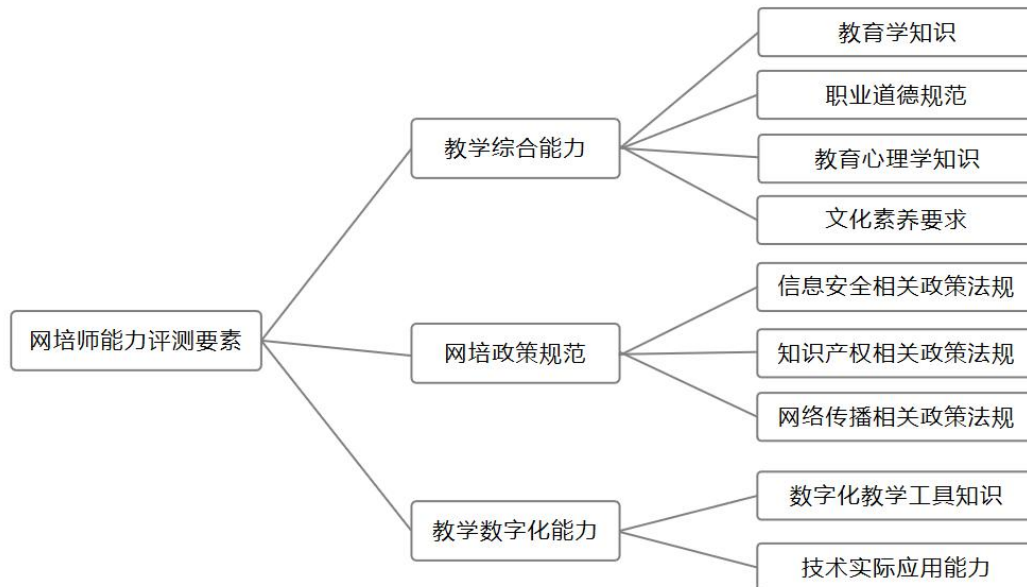 网培师能力评测要素
教学综合能力
教育学知识
职业道德规范
教育心理学知识
文化素养要求
网培政策规范
信息安全相关政策法规
知识产权相关政策法规
网络传播相关政策法规
教学数字化能力
数字化教学工具知识
技术实际应用能力